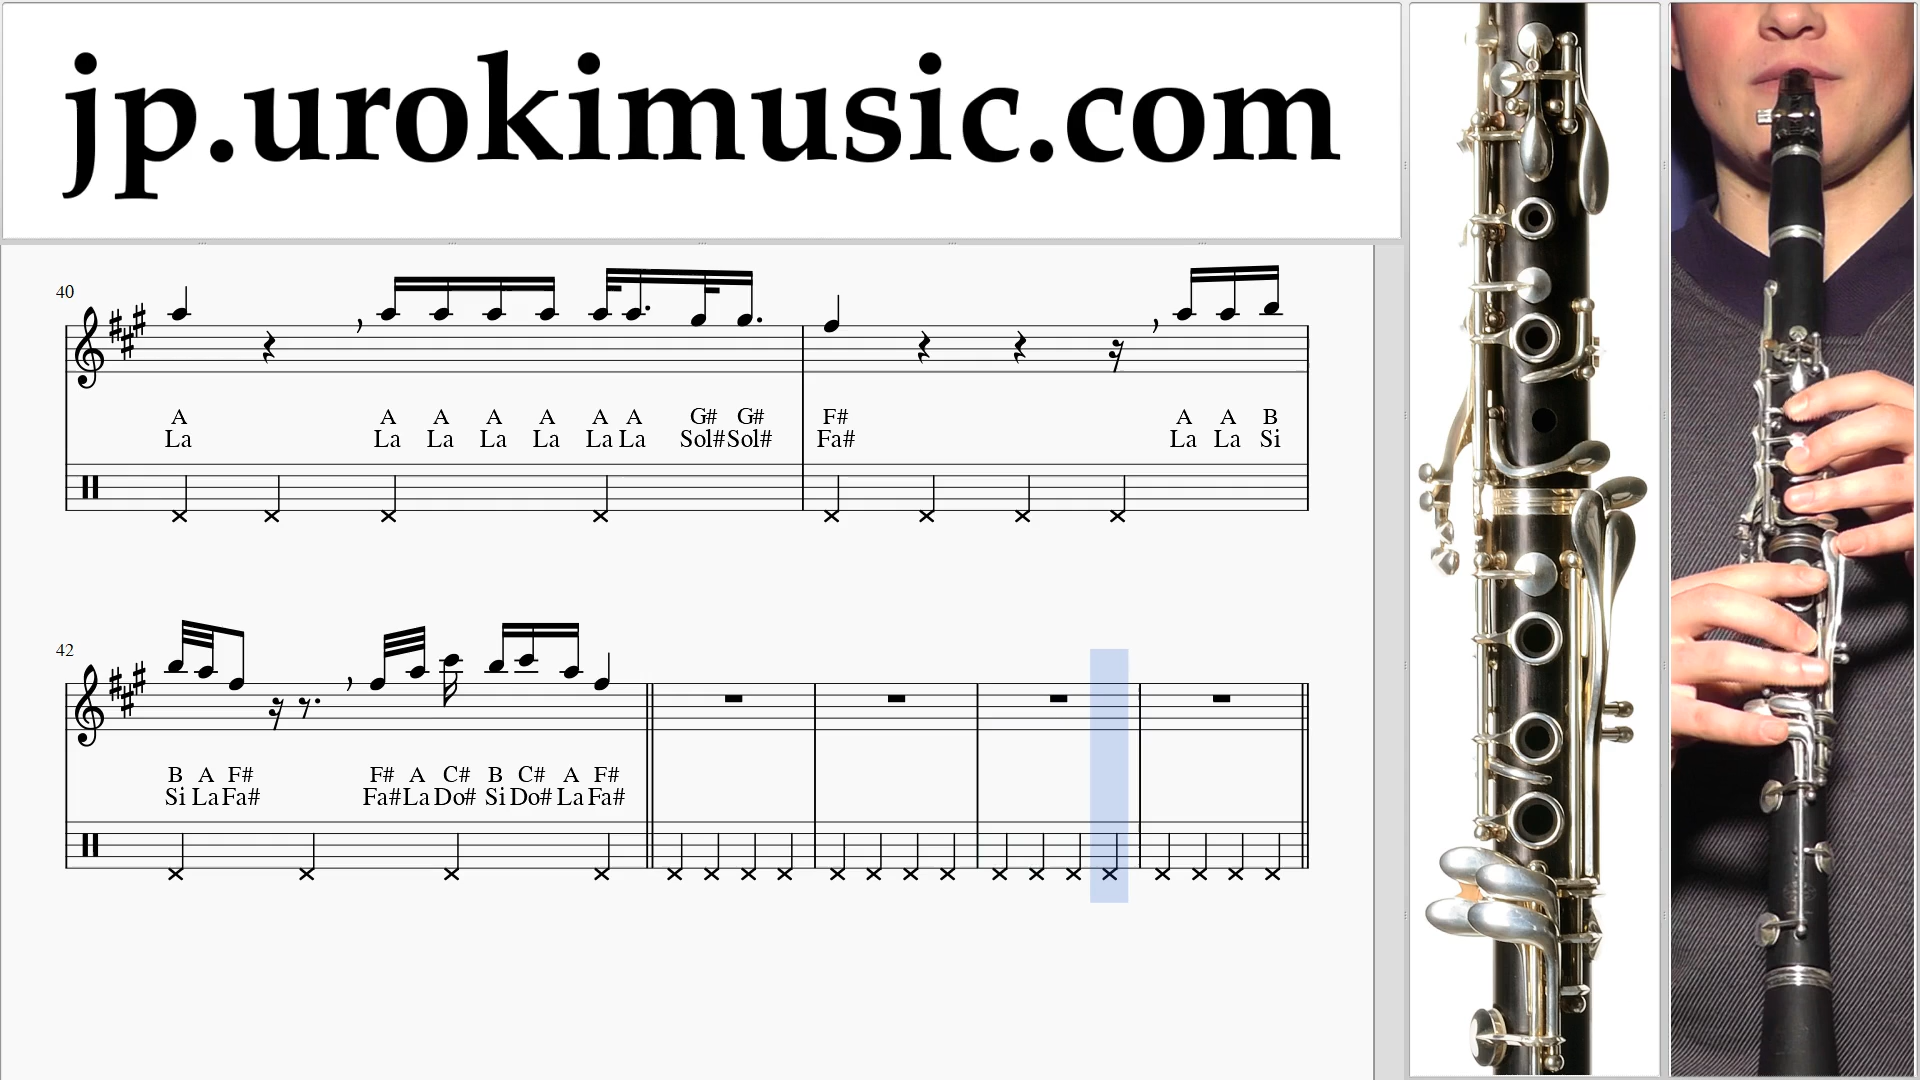 jp.urokimusic.com
40
A A A A A A A G# G# F# A A B
La La La La La La La Sol# Sol# Fa# La La Si
42
B A F# F# A C# B C# A F#
Si La Fa# Fa# La Do# Si Do# La Fa#